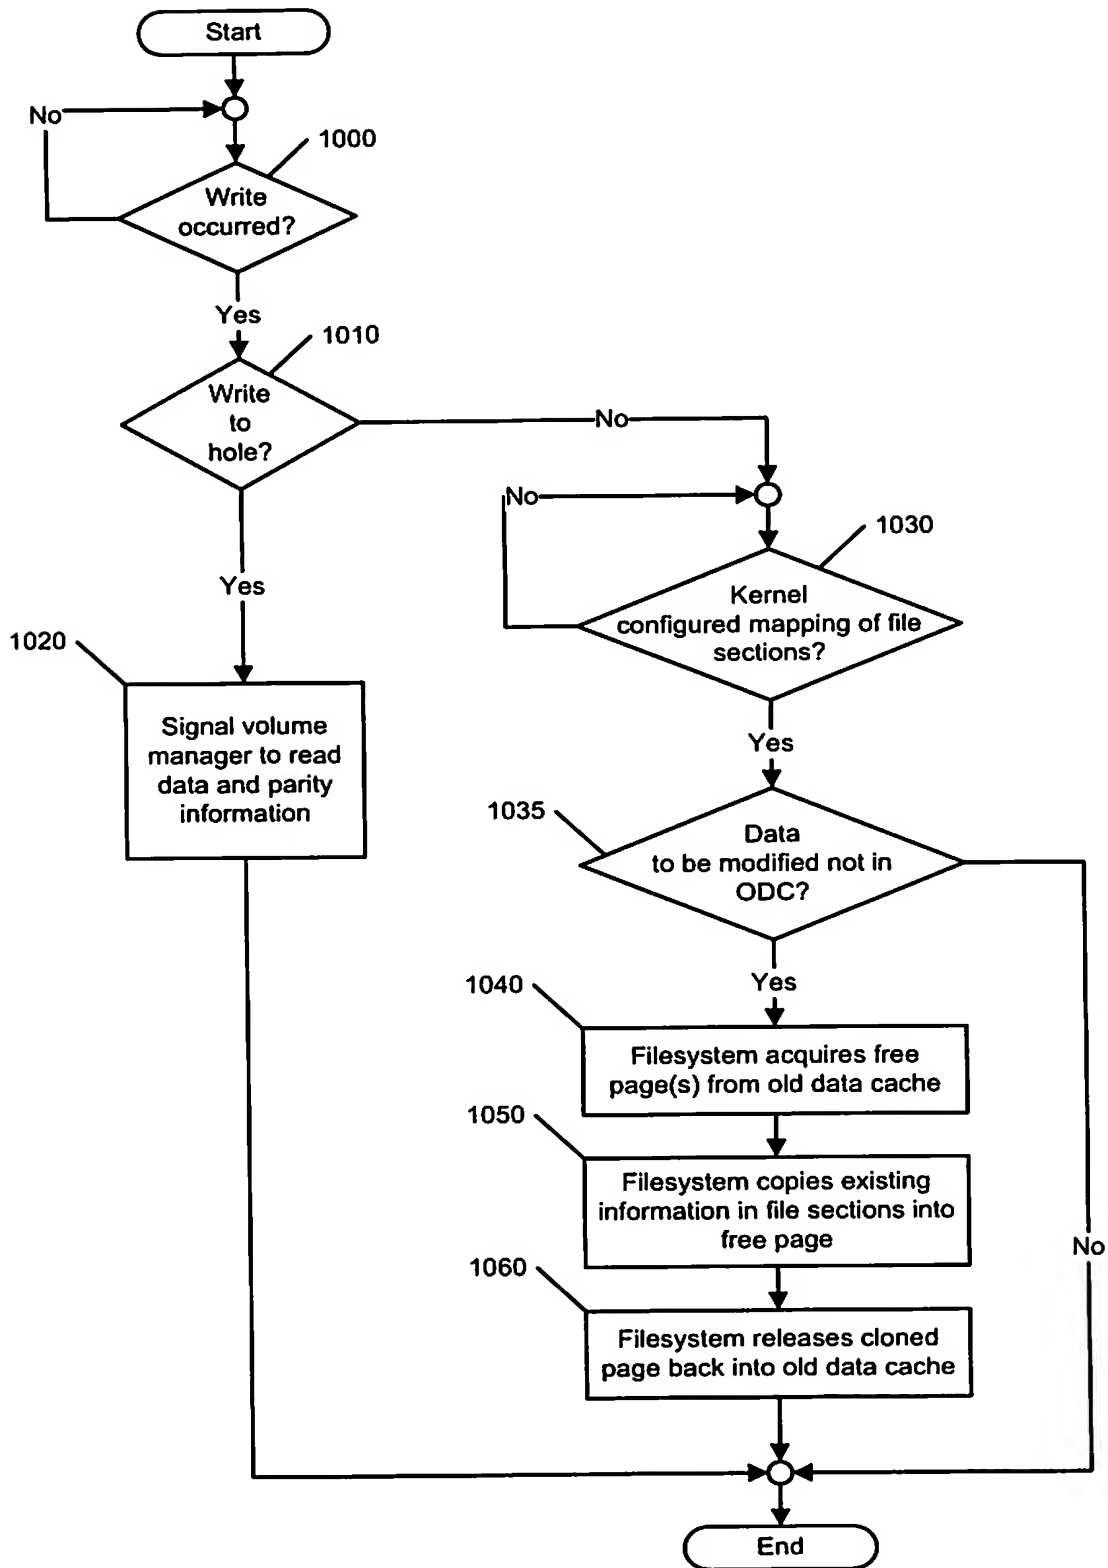 Start
No
1000
Write
occurred?
Yes
1010
Write
to
hole?
No
No
1030
Kernel
configured mapping of file
sections?
Yes
1020
Signal volume
manager to read
data and parity
information
Yes
1035
Data
to be modified not in
ODC?
Yes
1040
Filesystem acquires free
page(s) from old data cache
1050
Filesystem copies existing
information in file sections into
free page
No
1060
Filesystem releases cloned
page back into old data cache
End